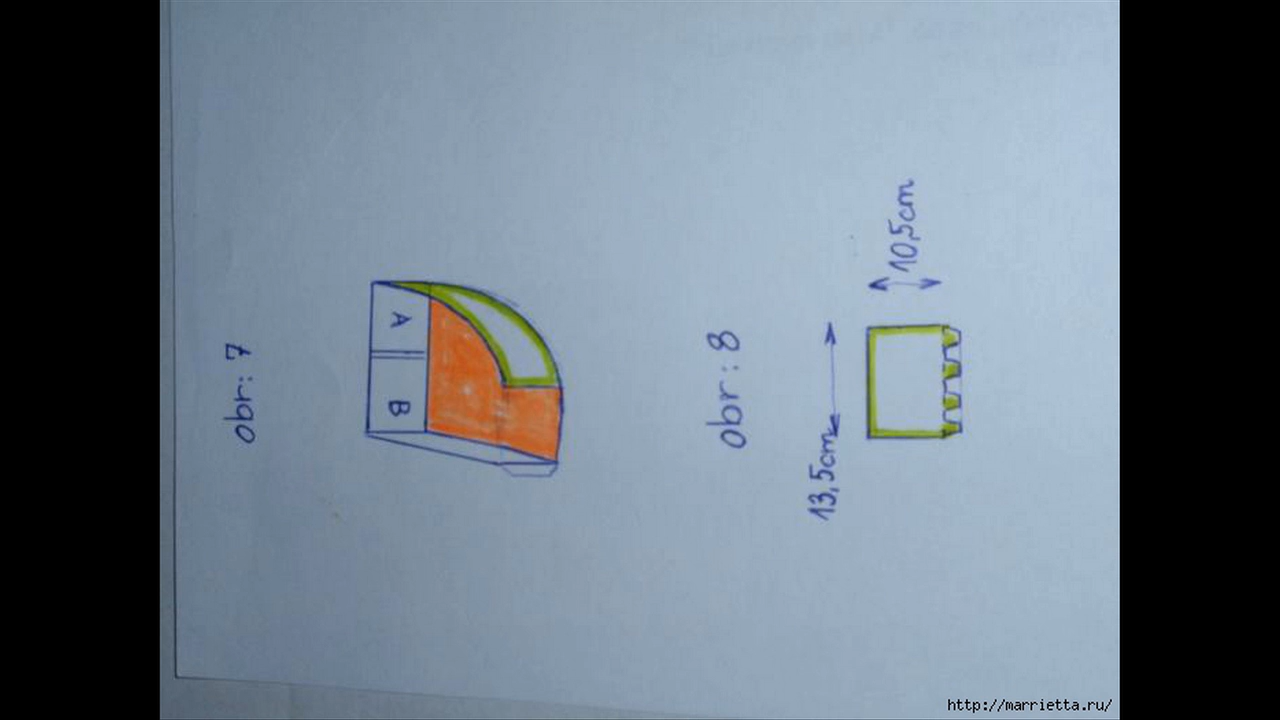 obr: 7
A
B
obr: 8
13,5cm
10,5cm
http://marrietta.ru/